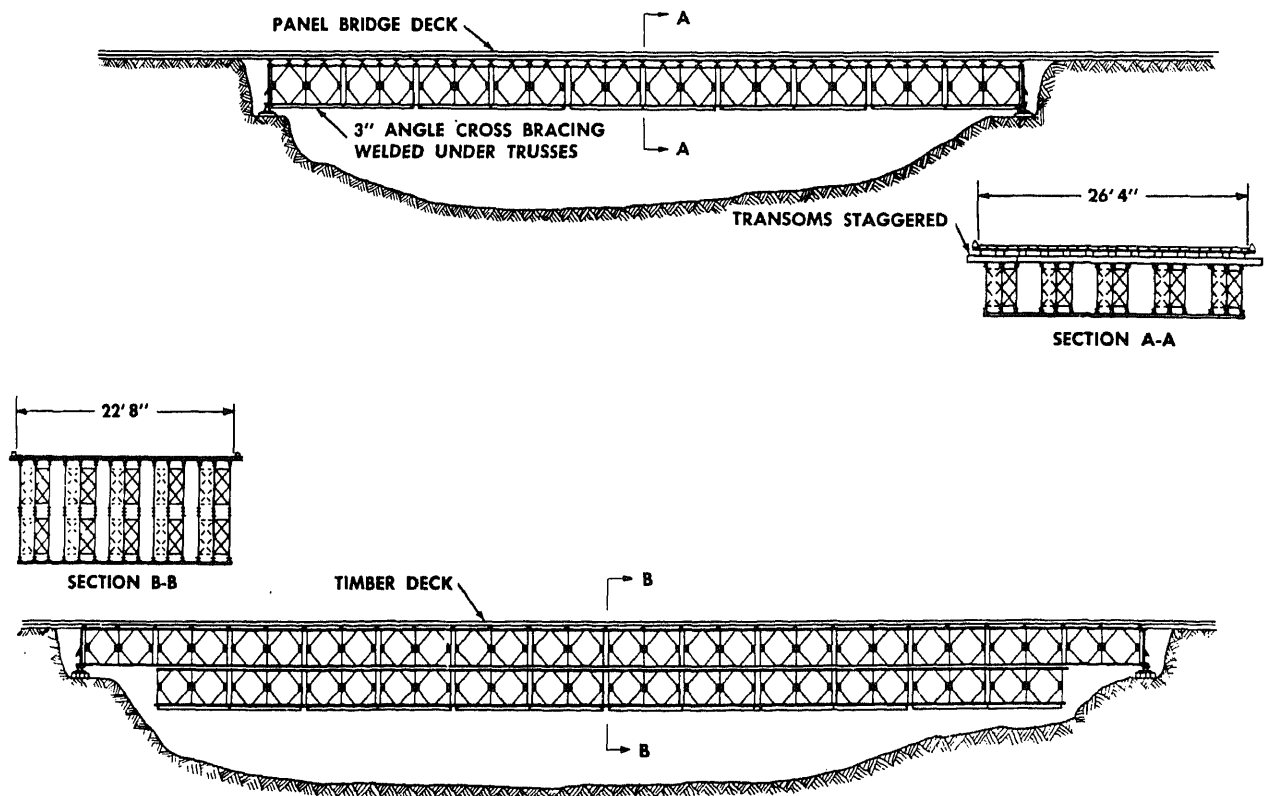 PANEL BRIDGE DECK
A
3" ANGLE CROSS BRACING
WELDED UNDER TRUSSES
A
26'4"
TRANSOMS STAGGERED
SECTION A-A
22'8"
SECTION B-B
TIMBER DECK
B
B